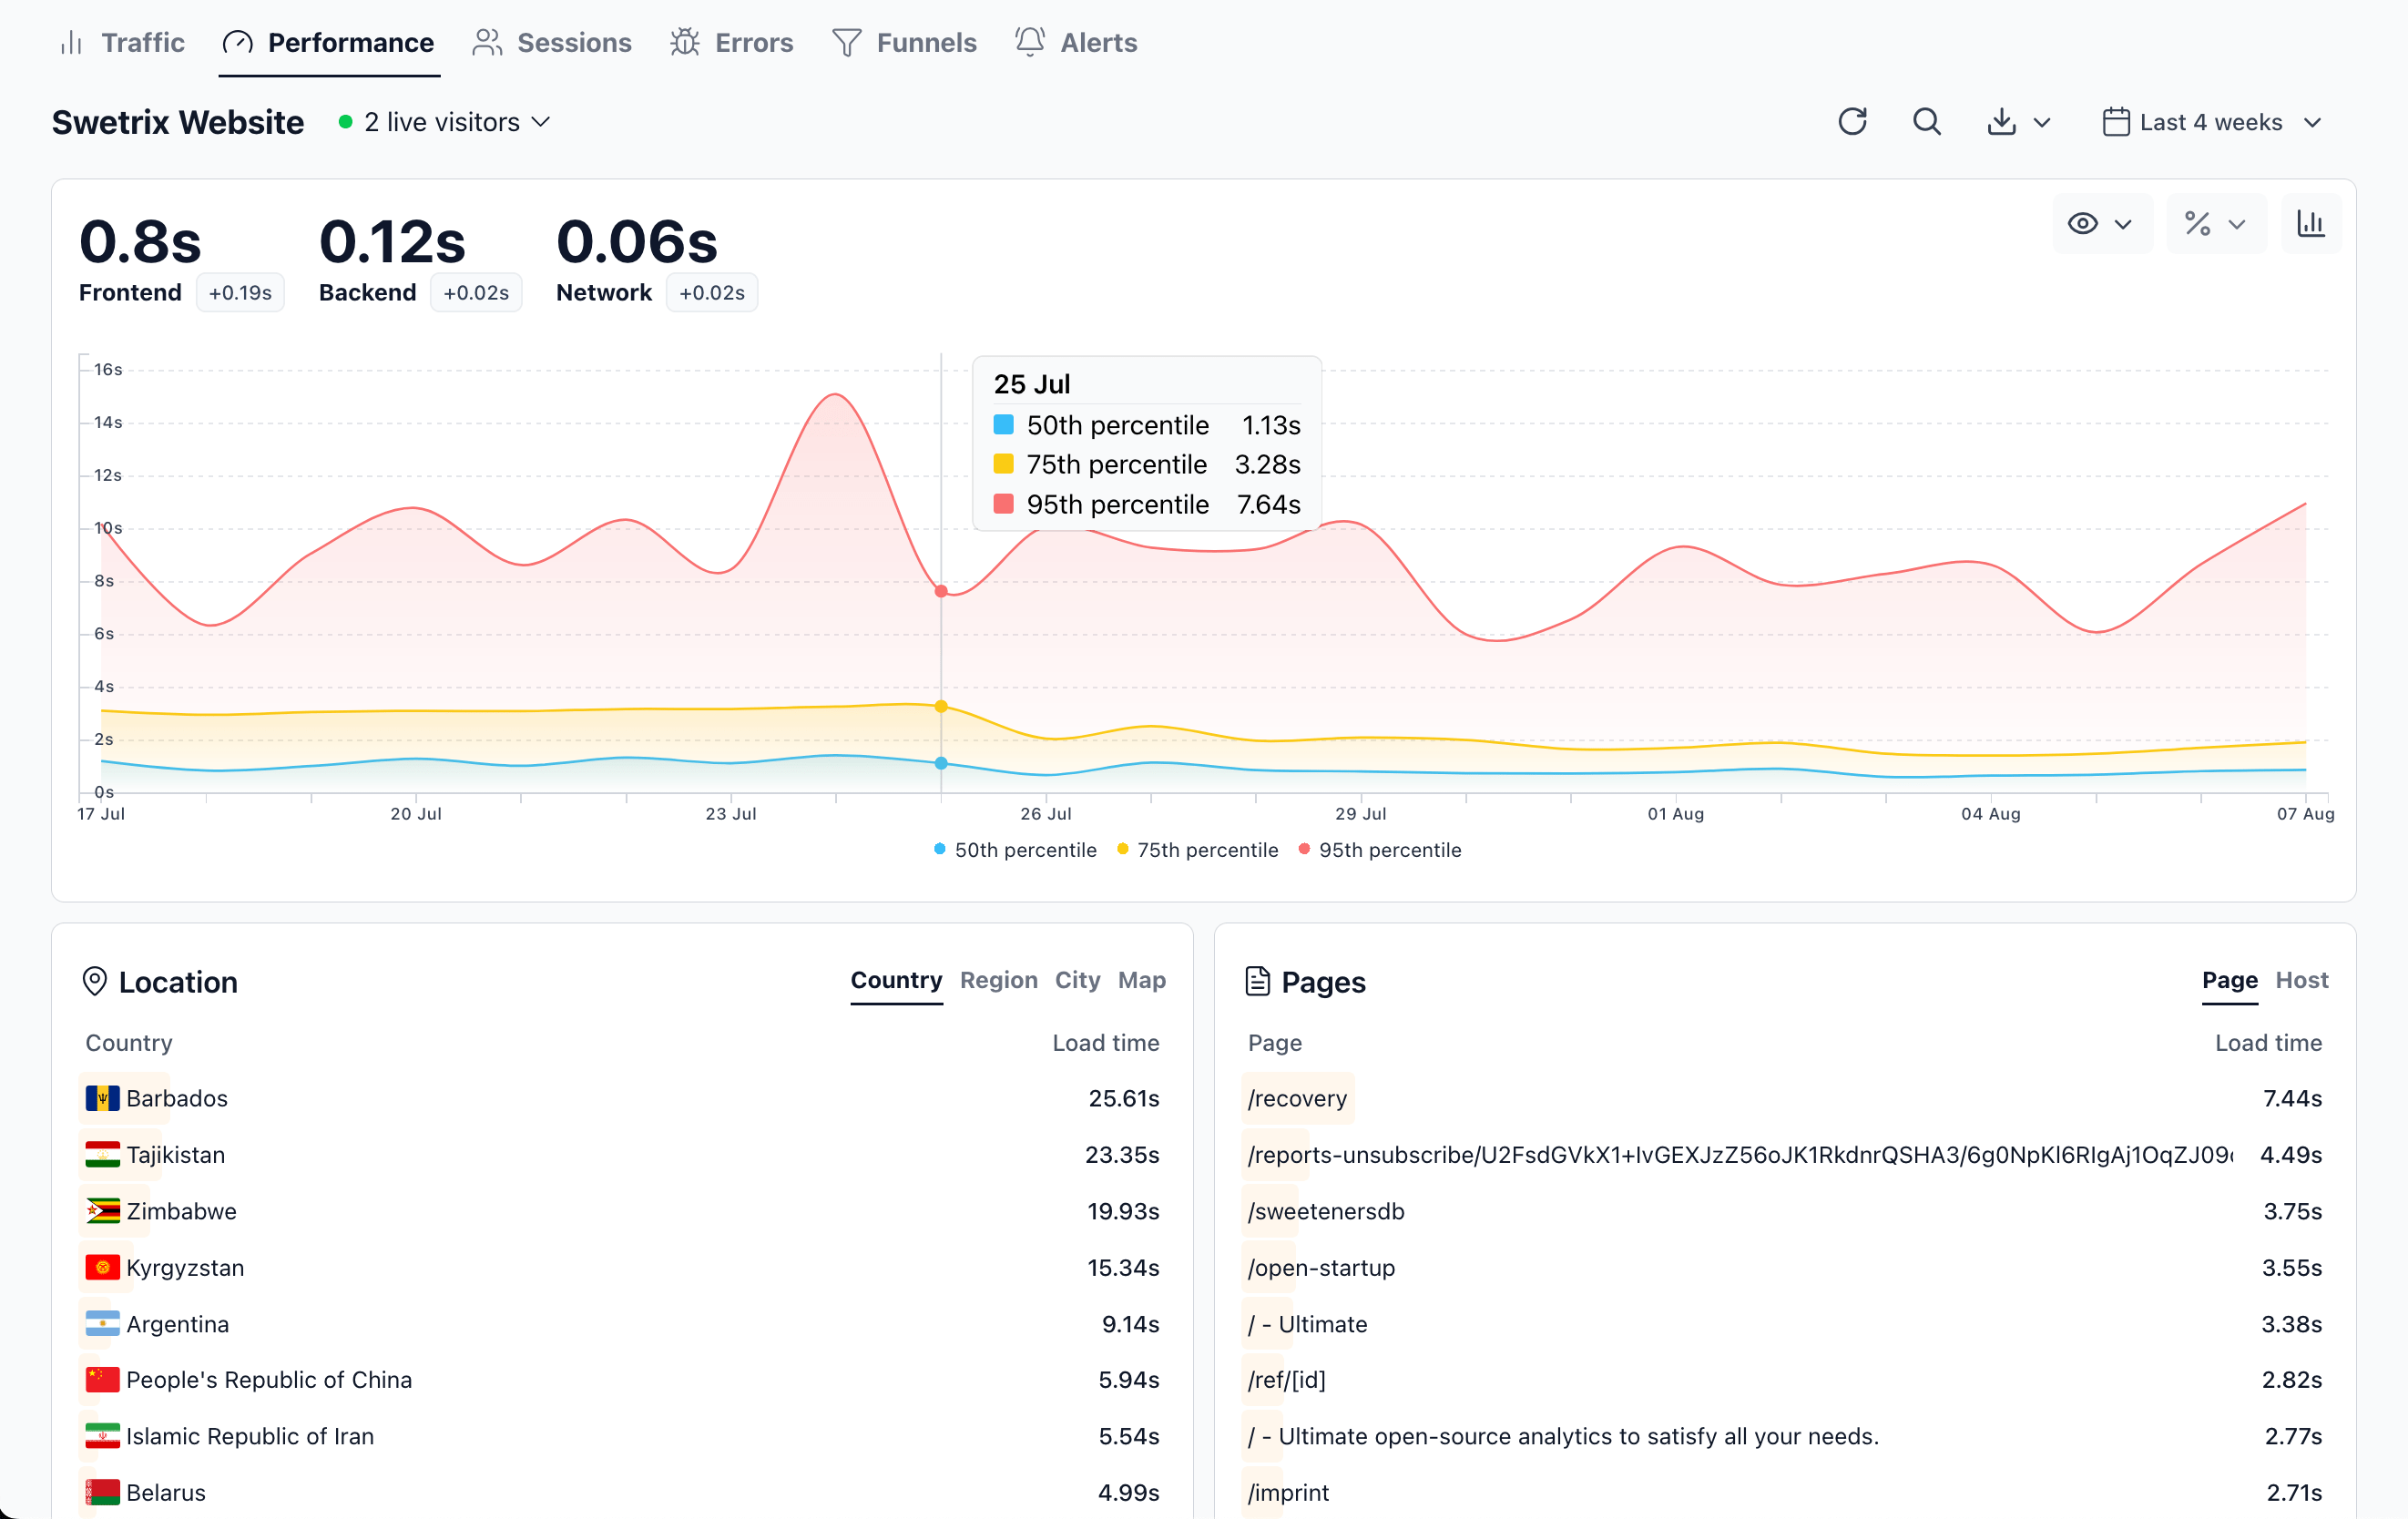 Traffic Performance Sessions Errors Funnels Alerts
Swetrix Website 2 live visitors Last 4 weeks
0.8s 0.12s 0.06s
Frontend +0.19s Backend +0.02s Network +0.02s
16s
14s
12s
10s
8s
6s
4s
2s
0s
25 Jul
50th percentile 1.13s
75th percentile 3.28s
95th percentile 7.64s
17 Jul 20 Jul 23 Jul 26 Jul 29 Jul 01 Aug 04 Aug 07 Aug
50th percentile 75th percentile 95th percentile
Location Country Region City Map
Country Load time
Barbados 25.61s
Tajikistan 23.35s
Zimbabwe 19.93s
Kyrgyzstan 15.34s
Argentina 9.14s
People's Republic of China 5.94s
Islamic Republic of Iran 5.54s
Belarus 4.99s
Pages Page Host
Page Load time
/recovery 7.44s
/reports-unsubscribe/U2FsdGVkX1+IvGEXJzZ56oJK1RkdnrQSHA3/6g0NpKl6RIgAj1OqZJ09 4.49s
/sweetenersdb 3.75s
/open-startup 3.55s
/ - Ultimate 3.38s
/ref/[id] 2.82s
/ - Ultimate open-source analytics to satisfy all your needs. 2.77s
/imprint 2.71s